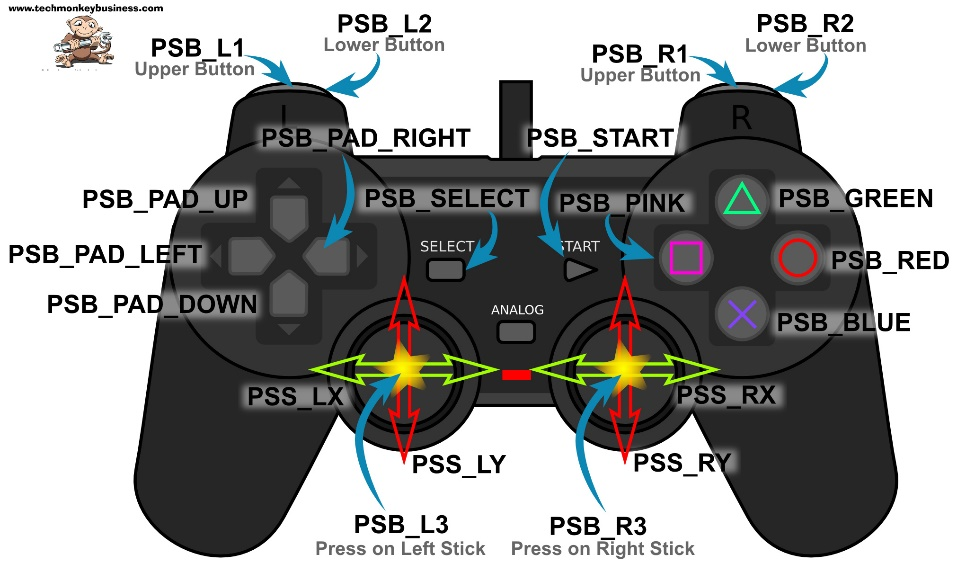 www.techmonkeybusiness.com
PSB_L1
Upper Button
PSB_L2
Lower Button
PSB_R1
Upper Button
PSB_R2
Lower Button
L
R
PSB_PAD_RIGHT
PSB_START
PSB_PAD_UP
PSB_SELECT
PSB_PINK
PSB_GREEN
PSB_PAD_LEFT
SELECT
START
PSB_RED
PSB_PAD_DOWN
ANALOG
PSB_BLUE
PSS_LX
PSS_RX
PSS_LY
PSS_RY
PSB_L3
Press on Left Stick
PSB_R3
Press on Right Stick